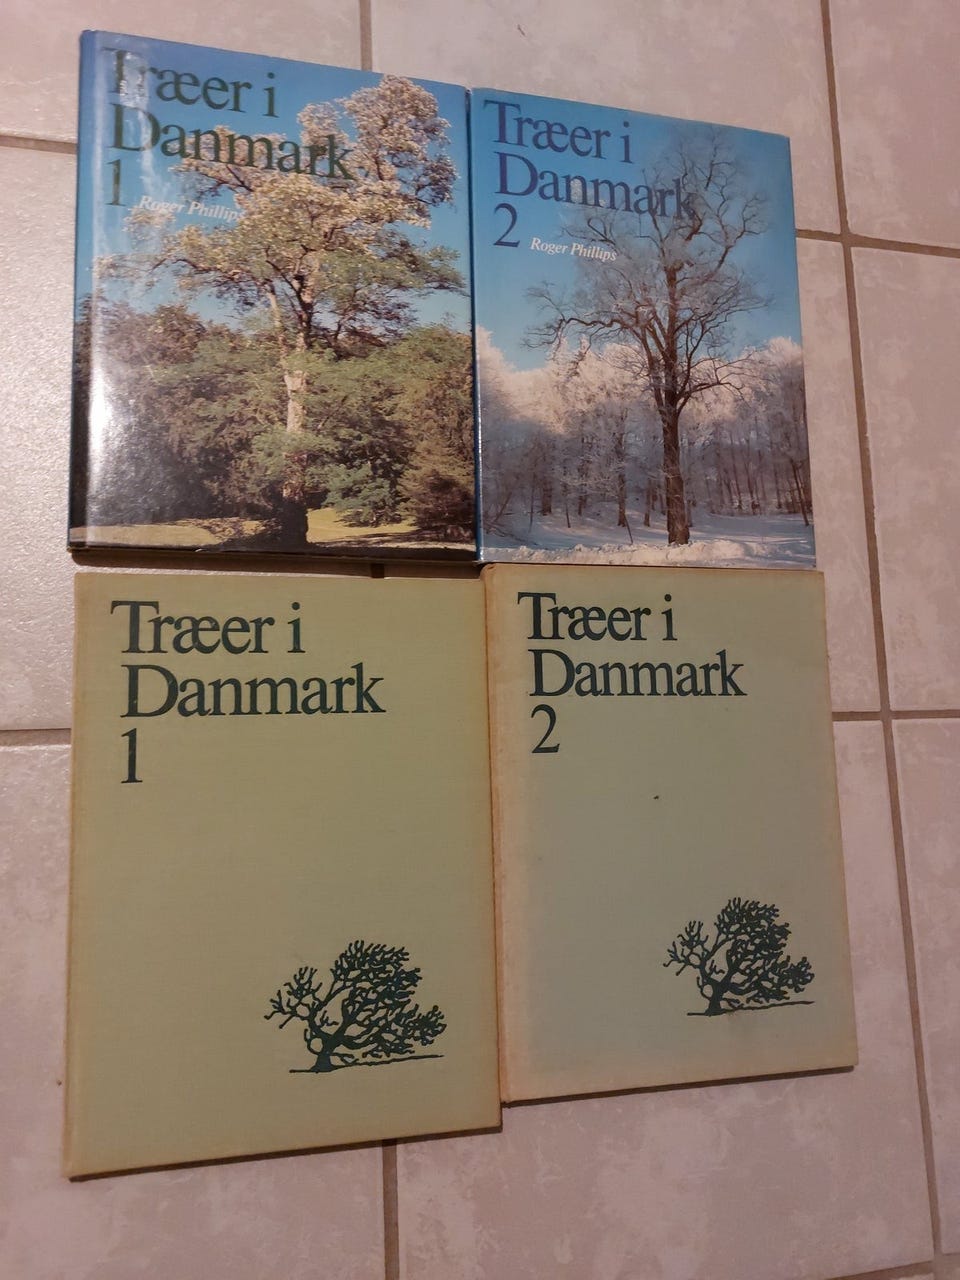 Træer i
Danmark
1
Roger Phillips
Træer i
Danmark
2
Roger Phillips
Træer i
Danmark
1
Træer i
Danmark
2